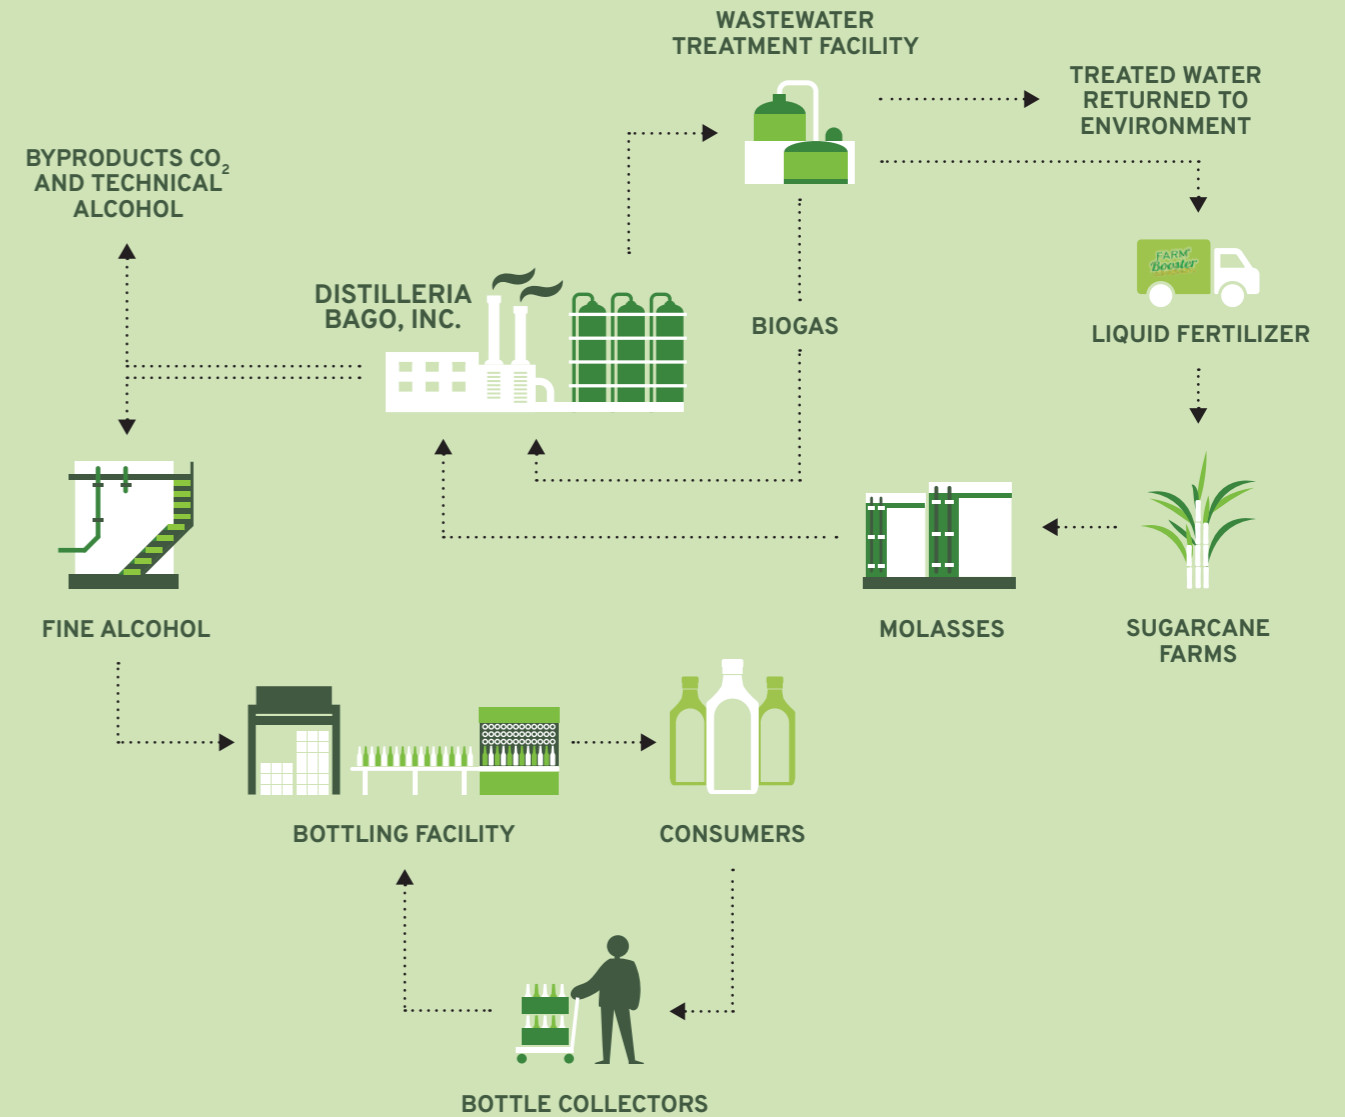 WASTEWATER
TREATMENT FACILITY
TREATED WATER
RETURNED TO
ENVIRONMENT
BYPRODUCTS CO₂
AND TECHNICAL
ALCOHOL
FARM
Booster
DISTILLERIA
BAGO, INC.
BIOGAS
LIQUID FERTILIZER
FINE ALCOHOL
MOLASSES
SUGARCANE
FARMS
BOTTLING FACILITY
CONSUMERS
BOTTLE COLLECTORS